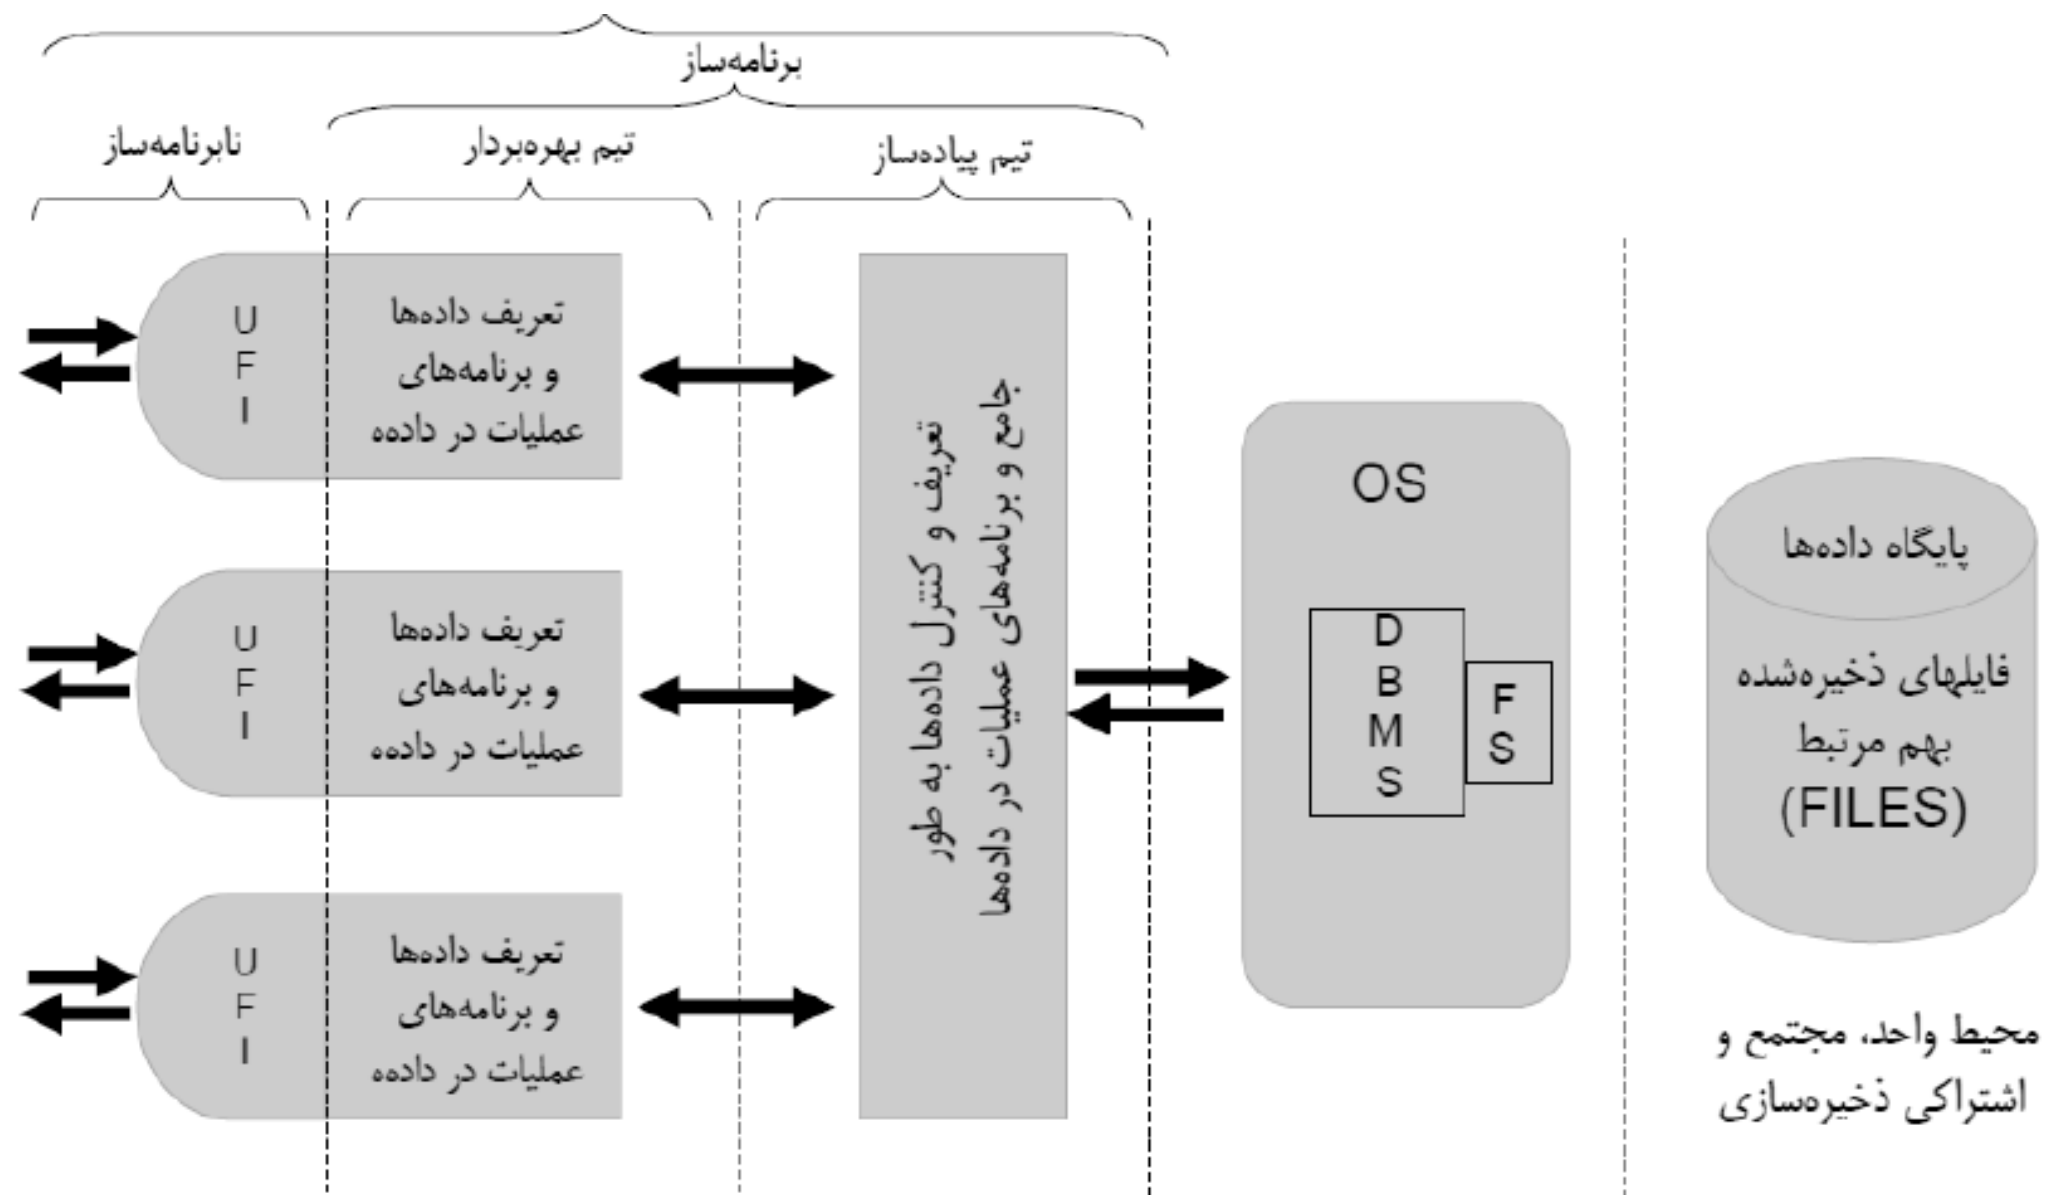 برنامه‌ساز
نابرنامه‌ساز
تیم بهره‌بردار
تیم پیاده‌ساز
U
F
I
تعریف داده‌ها
و برنامه‌های
عملیات در داده‌ه
U
F
I
تعریف داده‌ها
و برنامه‌های
عملیات در داده‌ه
U
F
I
تعریف داده‌ها
و برنامه‌های
عملیات در داده‌ه
تعریف و کنترل داده‌ها به طور
جامع و برنامه‌های عملیات در داده‌ها
OS
D
B
M
S
F
S
پایگاه داده‌ها
فایلهای ذخیره‌شده
بهم مرتبط
(FILES)
محیط واحد، مجتمع و
اشتراکی ذخیره‌سازی